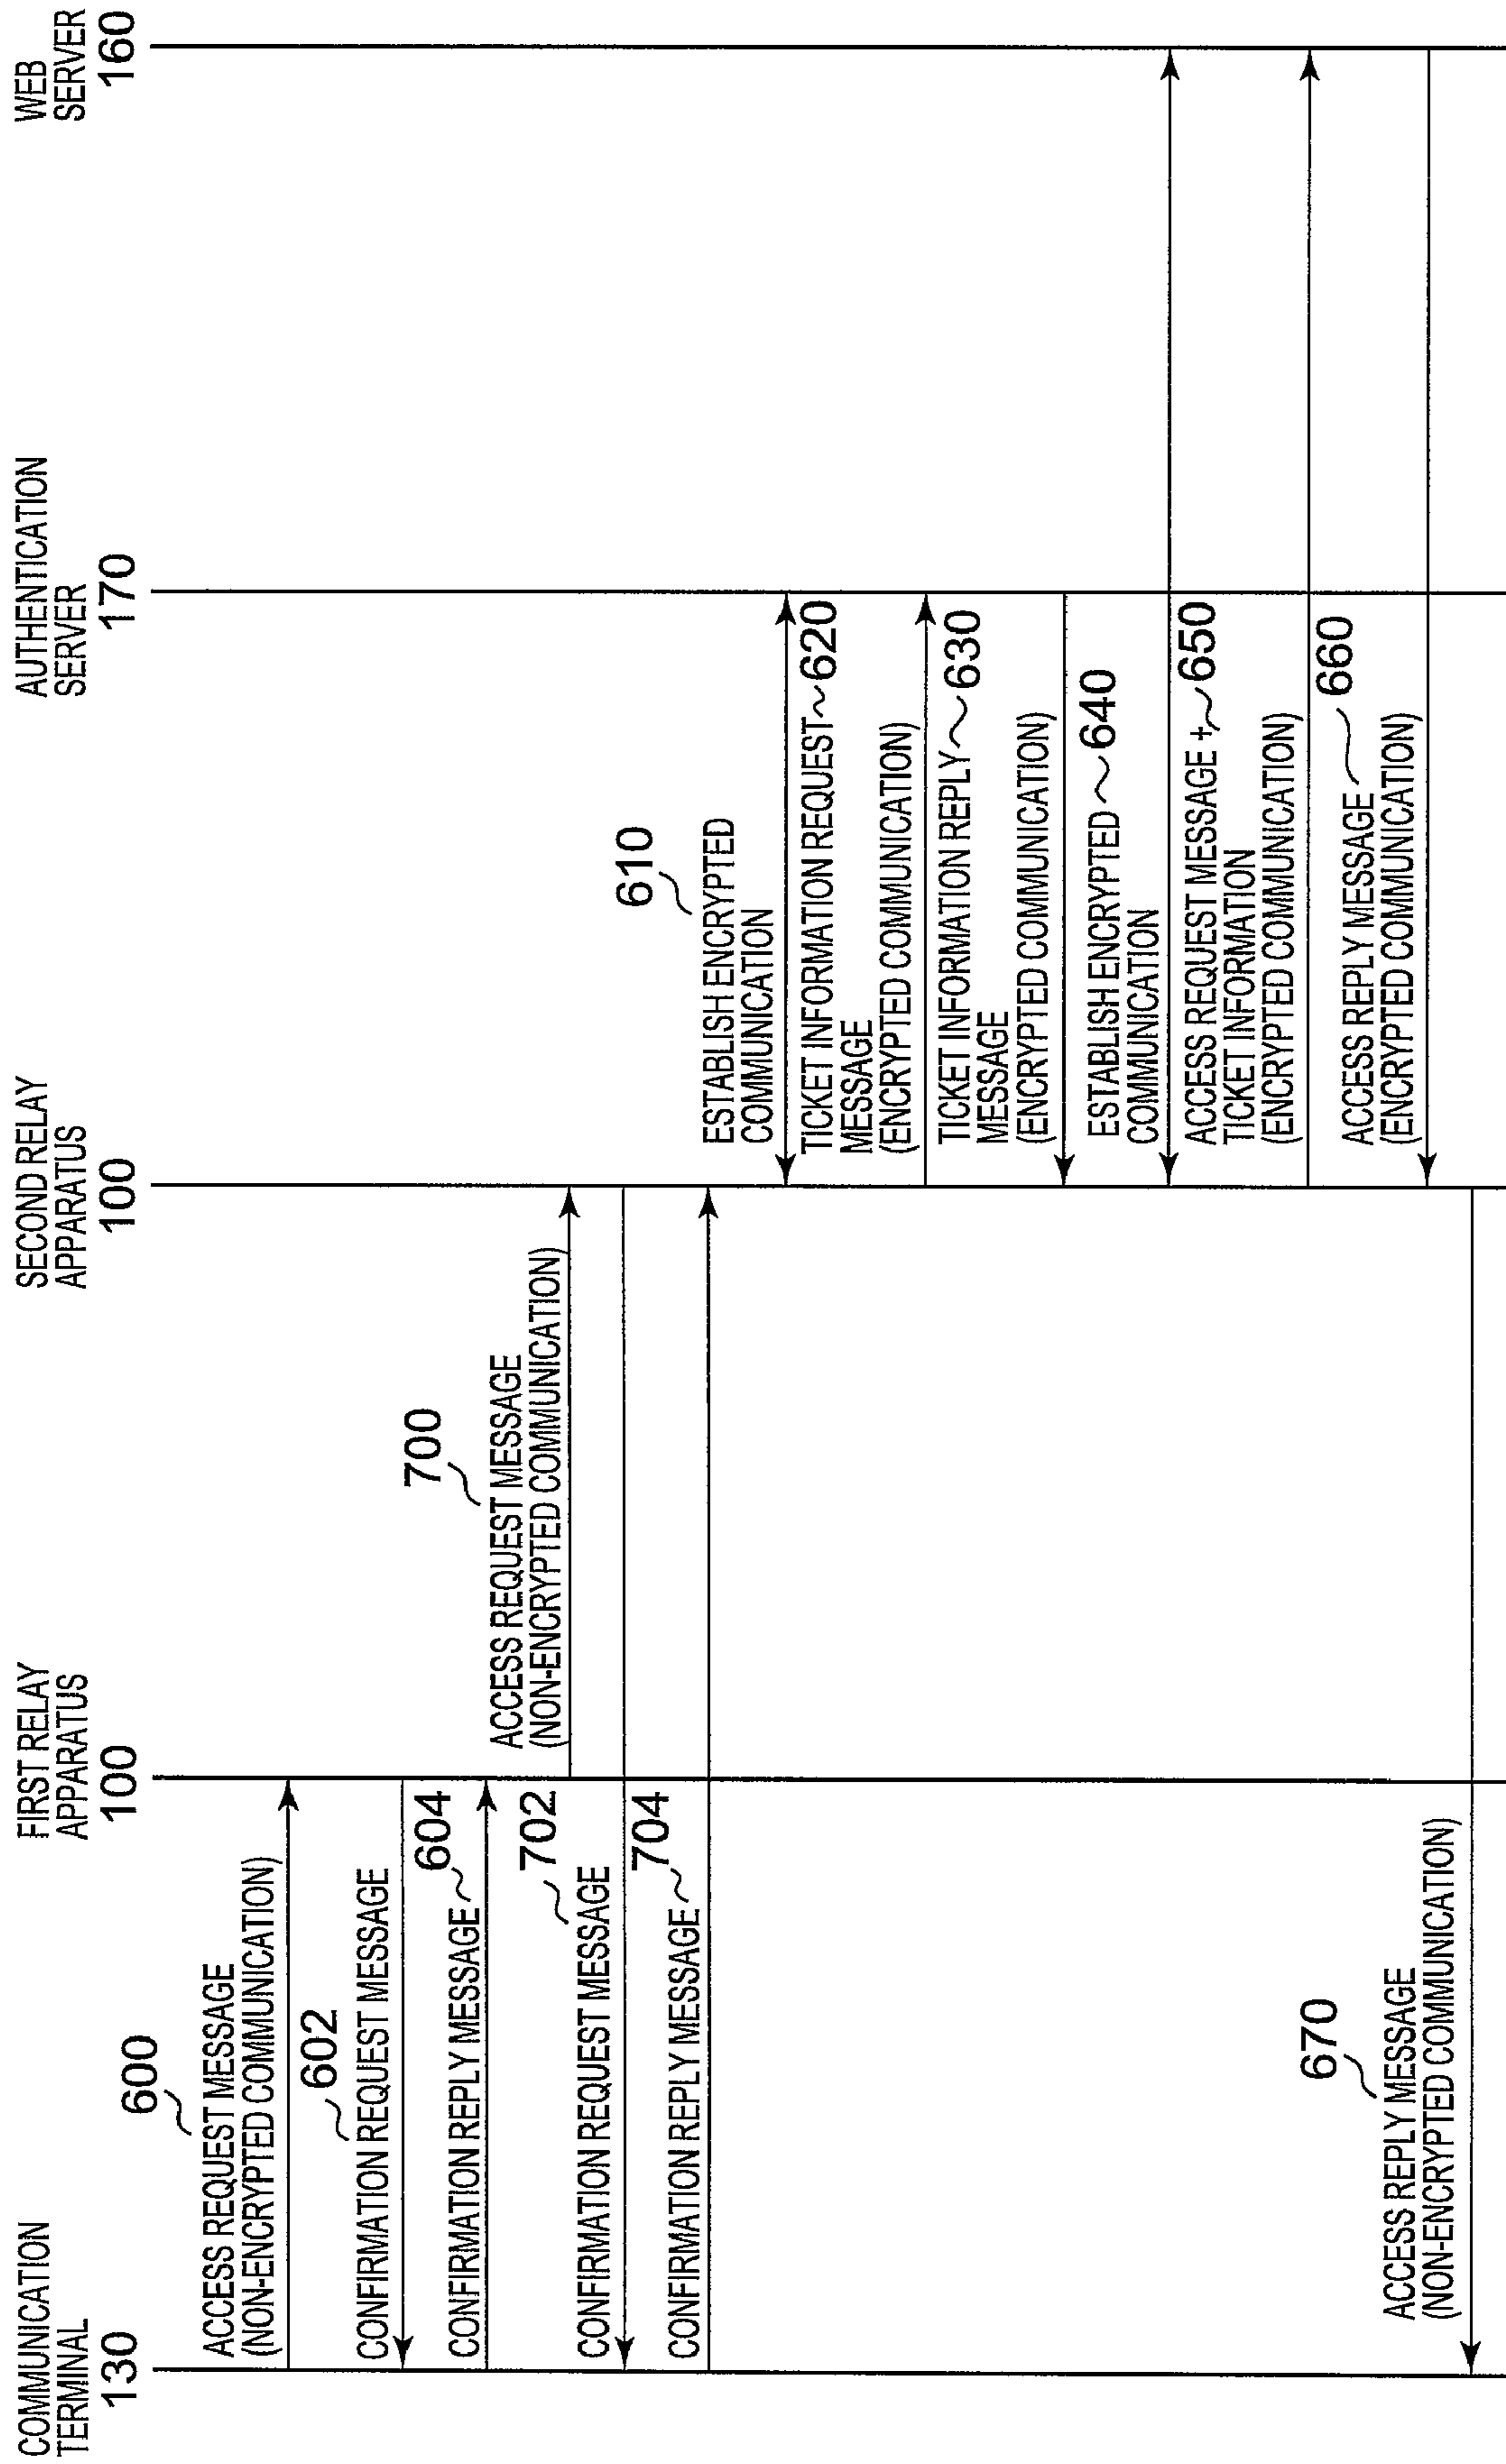 COMMUNICATION
TERMINAL
130
FIRST RELAY
APPARATUS
100
SECOND RELAY
APPARATUS
100
AUTHENTICATION
SERVER
170
WEB
SERVER
160
600
ACCESS REQUEST MESSAGE
(NON-ENCRYPTED COMMUNICATION)
602
CONFIRMATION REQUEST MESSAGE
604
CONFIRMATION REPLY MESSAGE
700
ACCESS REQUEST MESSAGE
(NON-ENCRYPTED COMMUNICATION)
702
CONFIRMATION REQUEST MESSAGE
704
CONFIRMATION REPLY MESSAGE
610
ESTABLISH ENCRYPTED
COMMUNICATION
TICKET INFORMATION REQUEST 620
MESSAGE
(ENCRYPTED COMMUNICATION)
TICKET INFORMATION REPLY 630
MESSAGE
(ENCRYPTED COMMUNICATION)
ESTABLISH ENCRYPTED 640
COMMUNICATION
ACCESS REQUEST MESSAGE + 650
TICKET INFORMATION
(ENCRYPTED COMMUNICATION)
660
ACCESS REPLY MESSAGE
(ENCRYPTED COMMUNICATION)
670
ACCESS REPLY MESSAGE
(NON-ENCRYPTED COMMUNICATION)